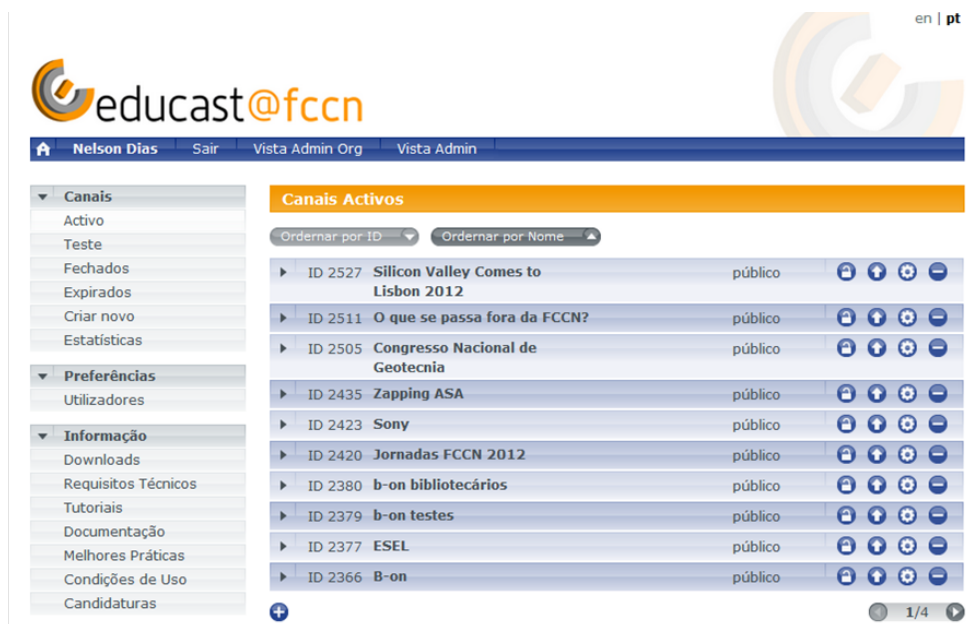 en | pt
educast@fccn
Nelson Dias Sair Vista Admin Org Vista Admin
Canais
Activo
Teste
Fechados
Expirados
Criar novo
Estatísticas
Preferências
Utilizadores
Informação
Downloads
Requisitos Técnicos
Tutoriais
Documentação
Melhores Práticas
Condições de Uso
Candidaturas
Canais Activos
Ordernar por ID Ordernar por Nome
ID 2527 Silicon Valley Comes to público
Lisbon 2012
ID 2511 O que se passa fora da FCCN? público
ID 2505 Congresso Nacional de público
Geotecnia
ID 2435 Zapping ASA público
ID 2423 Sony público
ID 2420 Jornadas FCCN 2012 público
ID 2380 b-on bibliotecários público
ID 2379 b-on testes público
ID 2377 ESEL público
ID 2366 B-on público
1/4